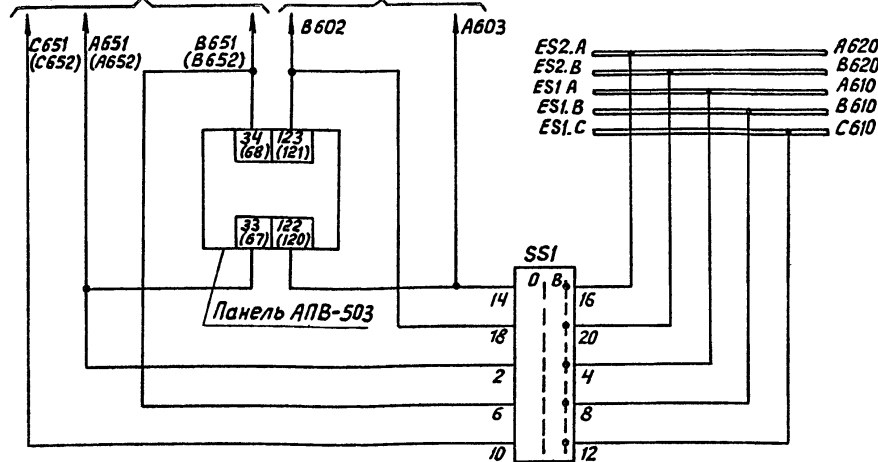 C651 A651 B651 B602 A603
(C652) (A652) (B652)
ES2.A A620
ES2.B B620
ES1 A A610
ES1.B B610
ES1.C C610
34 123
(68) (121)
33 122
(67) (120)
Панель АПВ-503
SS1
О В
14 16
18 20
2 4
6 8
10 12